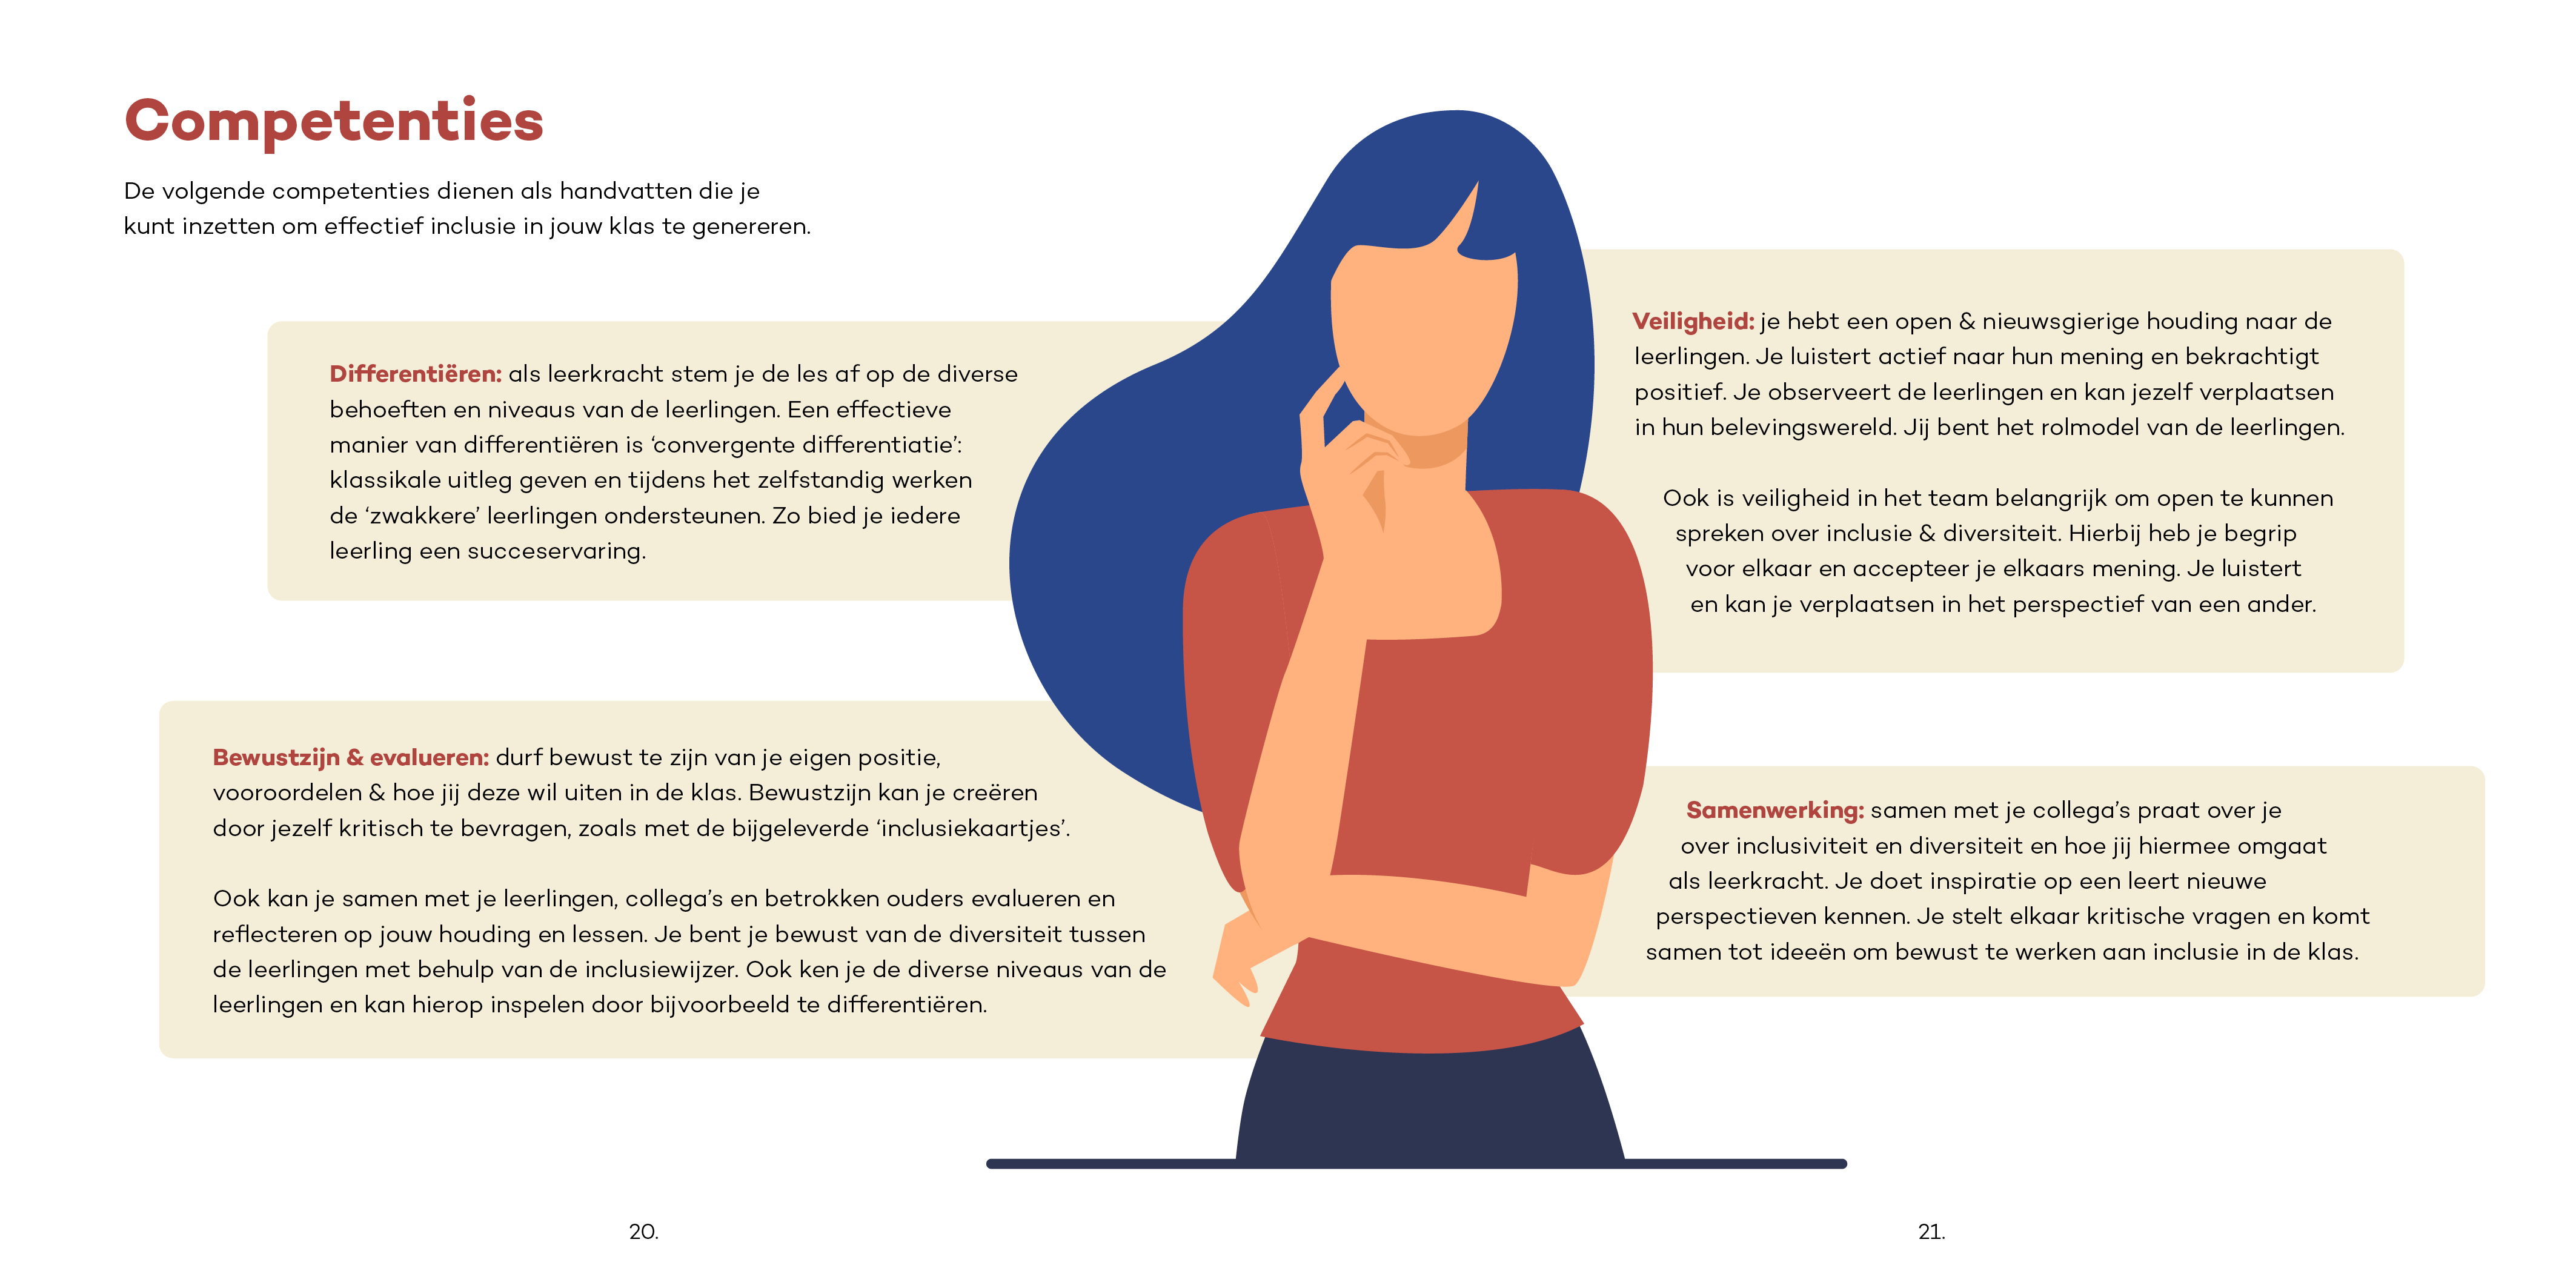 Competenties
De volgende competenties dienen als handvatten die je
kunt inzetten om effectief inclusie in jouw klas te genereren.
Differentiëren: als leerkracht stem je de les af op de diverse
behoeften en niveaus van de leerlingen. Een effectieve
manier van differentiëren is ‘convergente differentiatie’:
klassikale uitleg geven en tijdens het zelfstandig werken
de ‘zwakkere’ leerlingen ondersteunen. Zo bied je iedere
leerling een succeservaring.
Bewustzijn & evalueren: durf bewust te zijn van je eigen positie,
vooroordelen & hoe jij deze wil uiten in de klas. Bewustzijn kan je creëren
door jezelf kritisch te bevragen, zoals met de bijgeleverde ‘inclusiekaartjes’.
Ook kan je samen met je leerlingen, collega’s en betrokken ouders evalueren en
reflecteren op jouw houding en lessen. Je bent je bewust van de diversiteit tussen
de leerlingen met behulp van de inclusiewijzer. Ook ken je de diverse niveaus van de
leerlingen en kan hierop inspelen door bijvoorbeeld te differentiëren.
Veiligheid: je hebt een open & nieuwsgierige houding naar de
leerlingen. Je luistert actief naar hun mening en bekrachtigt
positief. Je observeert de leerlingen en kan jezelf verplaatsen
in hun belevingswereld. Jij bent het rolmodel van de leerlingen.
Ook is veiligheid in het team belangrijk om open te kunnen
spreken over inclusie & diversiteit. Hierbij heb je begrip
voor elkaar en accepteer je elkaars mening. Je luistert
en kan je verplaatsen in het perspectief van een ander.
Samenwerking: samen met je collega’s praat over je
over inclusiviteit en diversiteit en hoe jij hiermee omgaat
als leerkracht. Je doet inspiratie op een leert nieuwe
perspectieven kennen. Je stelt elkaar kritische vragen en komt
samen tot ideeën om bewust te werken aan inclusie in de klas.
20.
21.